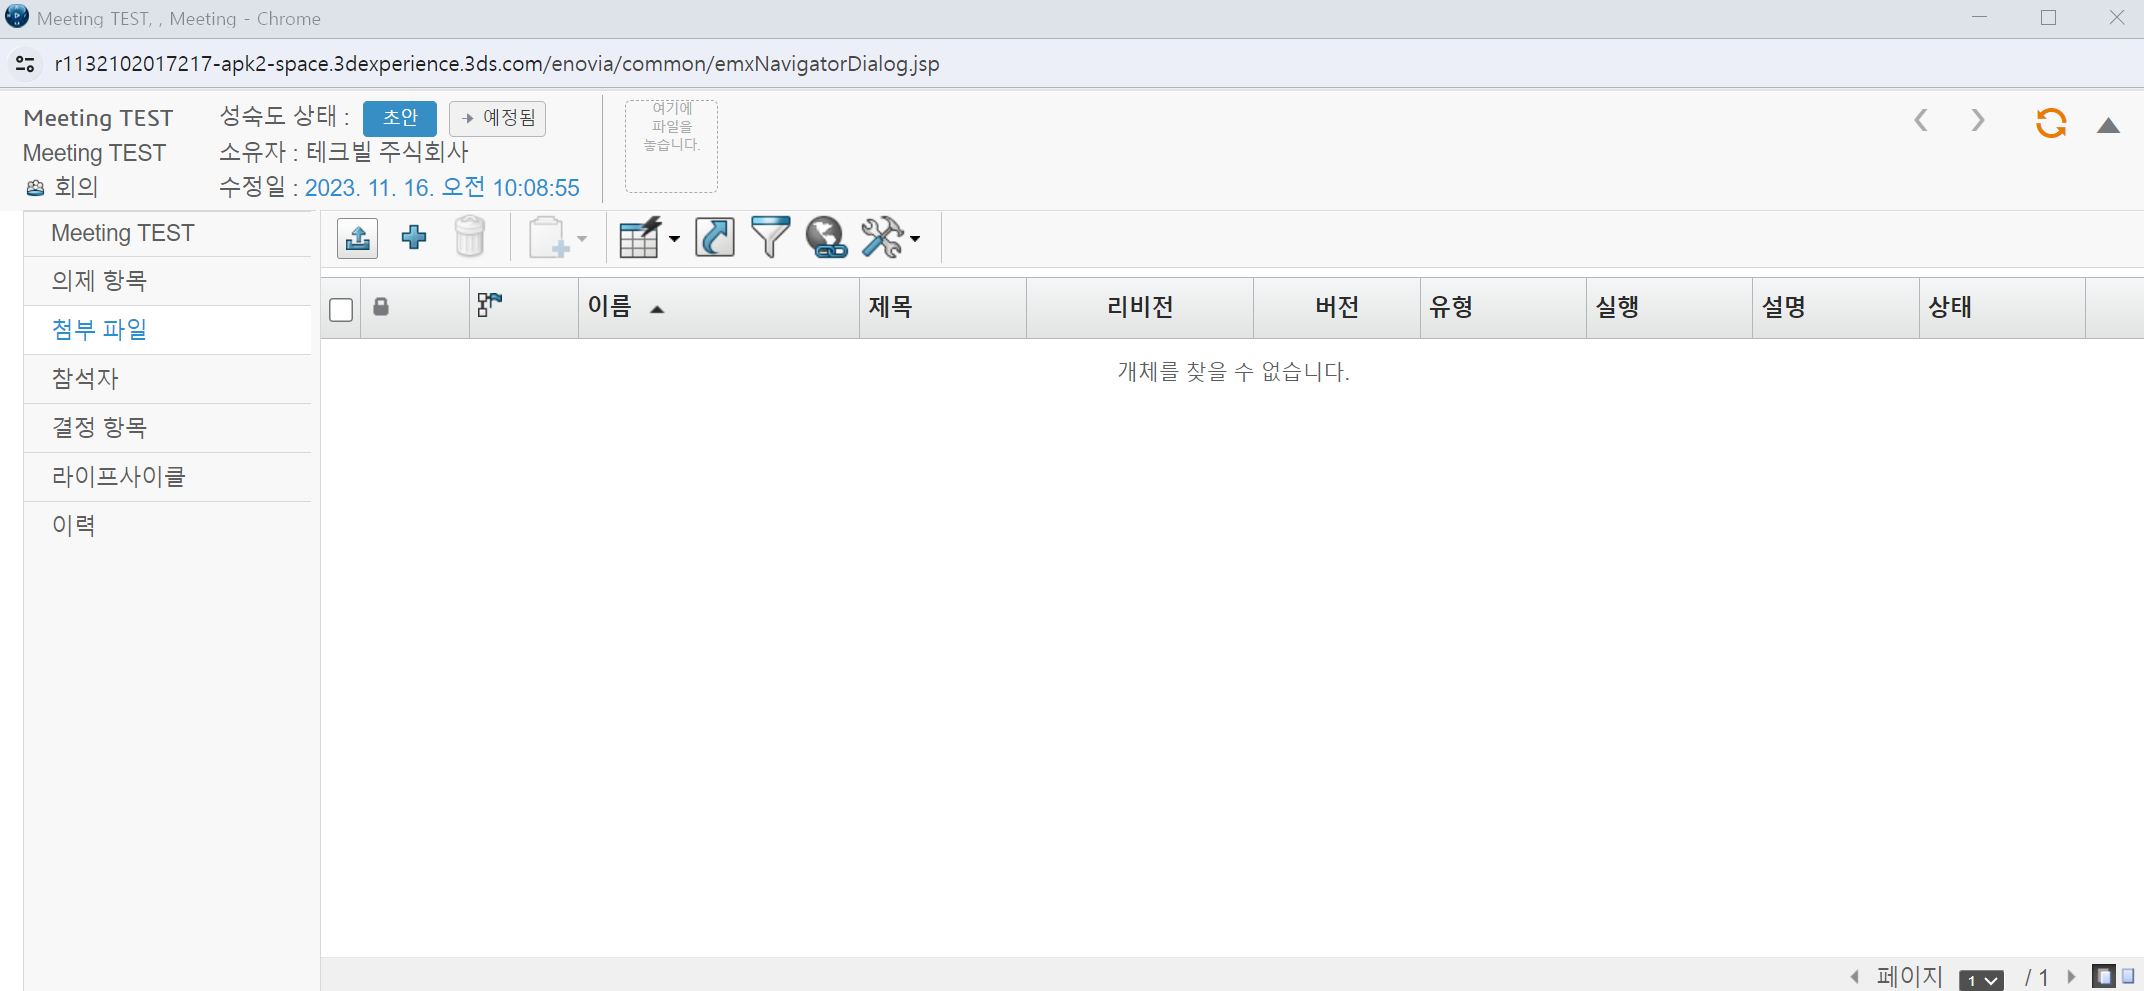 Meeting TEST, , Meeting - Chrome
r1132102017217-apk2-space.3dexperience.3ds.com/enovia/common/emxNavigatorDialog.jsp
Meeting TEST
Meeting TEST
회의
성숙도 상태 : 초안 예정됨
소유자 : 테크빌 주식회사
수정일 : 2023. 11. 16. 오전 10:08:55
여기에
파일을
놓습니다.
Meeting TEST
의제 항목
첨부 파일
참석자
결정 항목
라이프사이클
이력
이름 제목 리비전 버전 유형 실행 설명 상태
개체를 찾을 수 없습니다.
페이지 1 / 1